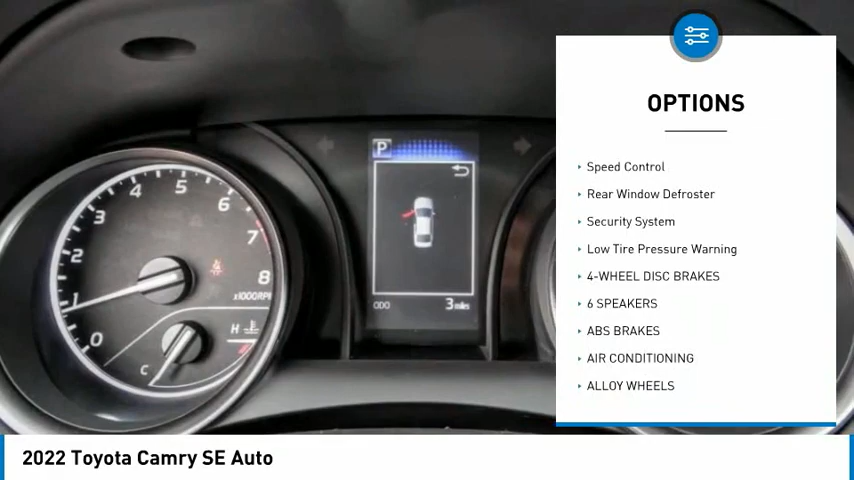 OPTIONS
Speed Control
Rear Window Defroster
Security System
Low Tire Pressure Warning
4-WHEEL DISC BRAKES
6 SPEAKERS
ABS BRAKES
AIR CONDITIONING
ALLOY WHEELS
P
0
1
2
3
4
5
6
7
8
x1000RPM
H
C
ODO 3 miles
2022 Toyota Camry SE Auto